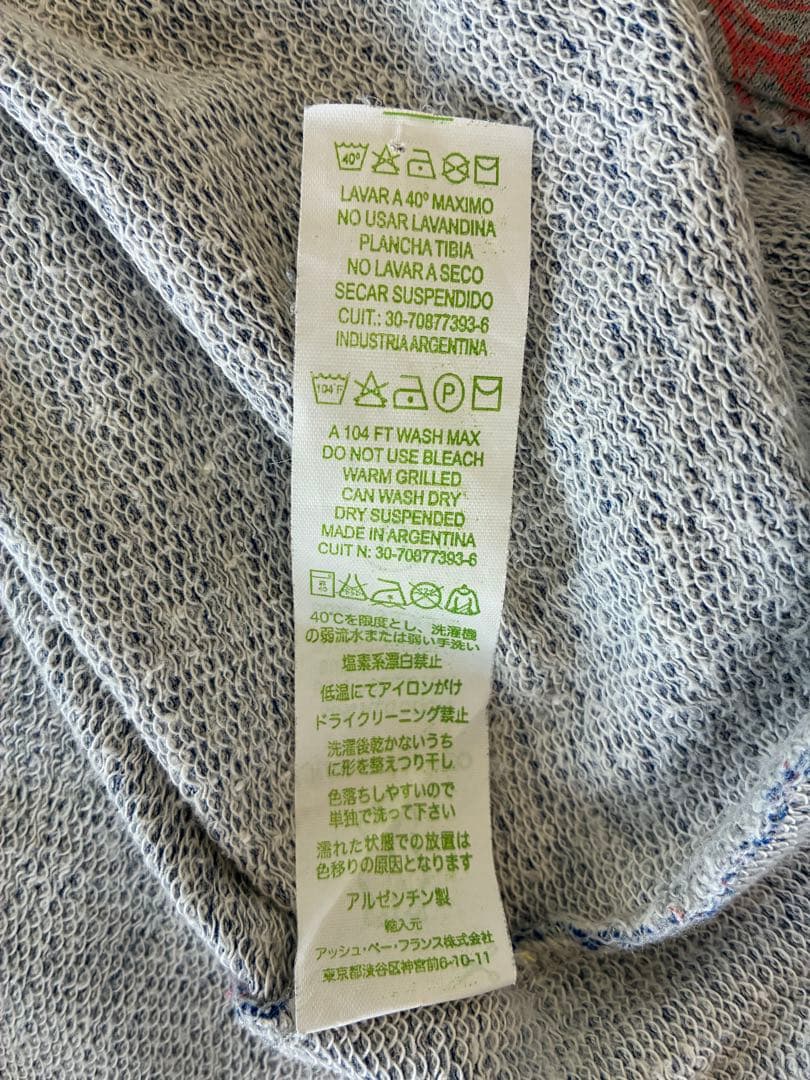 40°
LAVAR A 40º MAXIMO
NO USAR LAVANDINA
PLANCHA TIBIA
NO LAVAR A SECO
SECAR SUSPENDIDO
CUIT.: 30-70877393-6
INDUSTRIA ARGENTINA
104°F
P
A 104 FT WASH MAX
DO NOT USE BLEACH
WARM GRILLED
CAN WASH DRY
DRY SUSPENDED
MADE IN ARGENTINA
CUIT N: 30-70877393-6
40℃を限度とし、洗濯機
の弱流水または弱い手洗い
塩素系漂白禁止
低温にてアイロンがけ
ドライクリーニング禁止
洗濯後乾かないうち
に形を整えつり干し
色落ちしやすいので
単独で洗って下さい
濡れた状態での放置は
色移りの原因となります
アルゼンチン製
輸入元
アッシュ・ペー・フランス株式会社
東京都渋谷区神宮前6-10-11